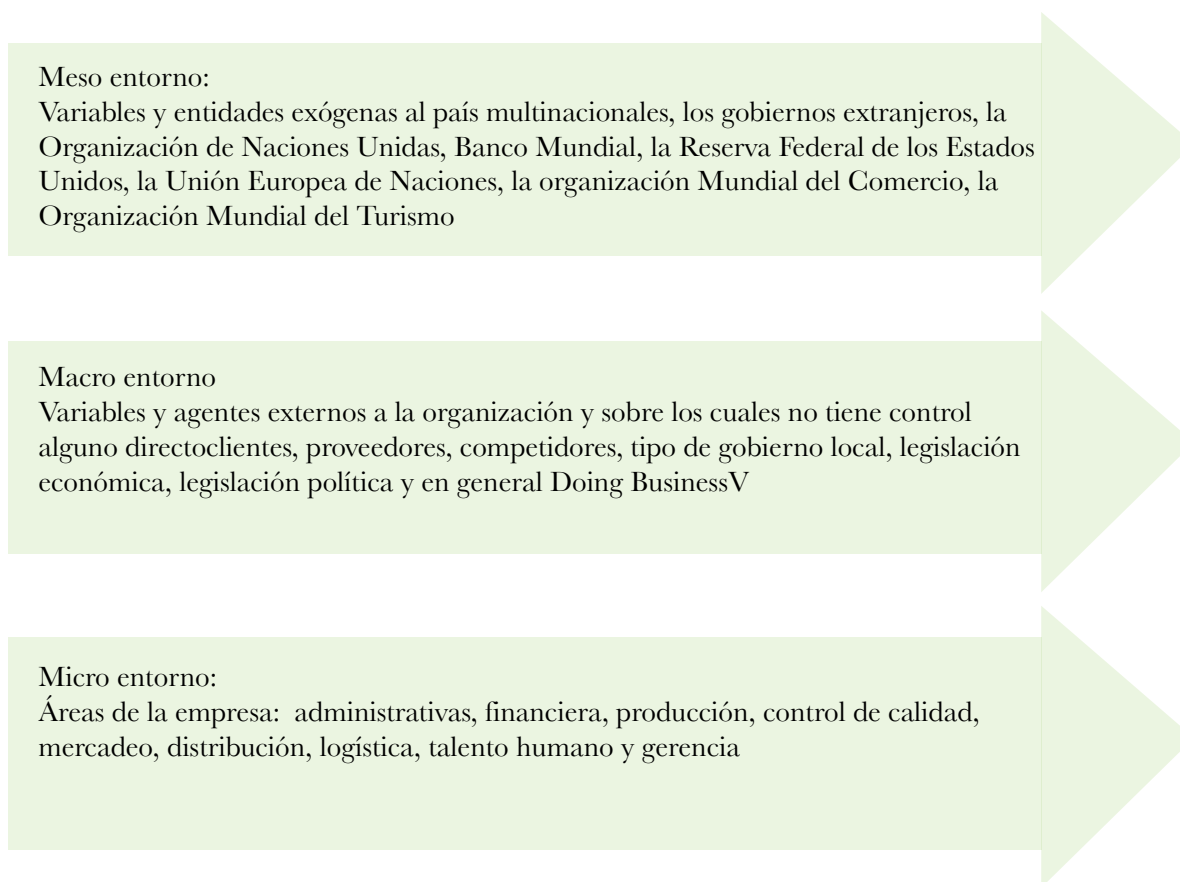 Meso entorno:
Variables y entidades exógenas al país multinacionales, los gobiernos extranjeros, la
Organización de Naciones Unidas, Banco Mundial, la Reserva Federal de los Estados
Unidos, la Unión Europea de Naciones, la organización Mundial del Comercio, la
Organización Mundial del Turismo
Macro entorno
Variables y agentes externos a la organización y sobre los cuales no tiene control
alguno directoclientes, proveedores, competidores, tipo de gobierno local, legislación
económica, legislación política y en general Doing BusinessV
Micro entorno:
Áreas de la empresa:  administrativas, financiera, producción, control de calidad,
mercadeo, distribución, logística, talento humano y gerencia